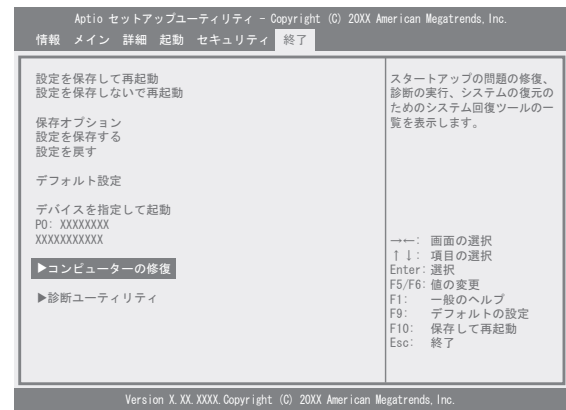 Aptio セットアップユーティリティ - Copyright (C) 20XX American Megatrends, Inc.
情報 メイン 詳細 起動 セキュリティ 終了
設定を保存して再起動
設定を保存しないで再起動
保存オプション
設定を保存する
設定を戻す
デフォルト設定
デバイスを指定して起動
P0: XXXXXXXX
XXXXXXXXXXX
▶コンピューターの修復
▶診断ユーティリティ
スタートアップの問題の修復、
診断の実行、システムの復元の
ためのシステム回復ツールの一
覧を表示します。
→←: 画面の選択
↑↓: 項目の選択
Enter: 選択
F5/F6: 値の変更
F1: 一般のヘルプ
F9: デフォルトの設定
F10: 保存して再起動
Esc: 終了
Version X.XX.XXXX.Copyright (C) 20XX American Megatrends, Inc.